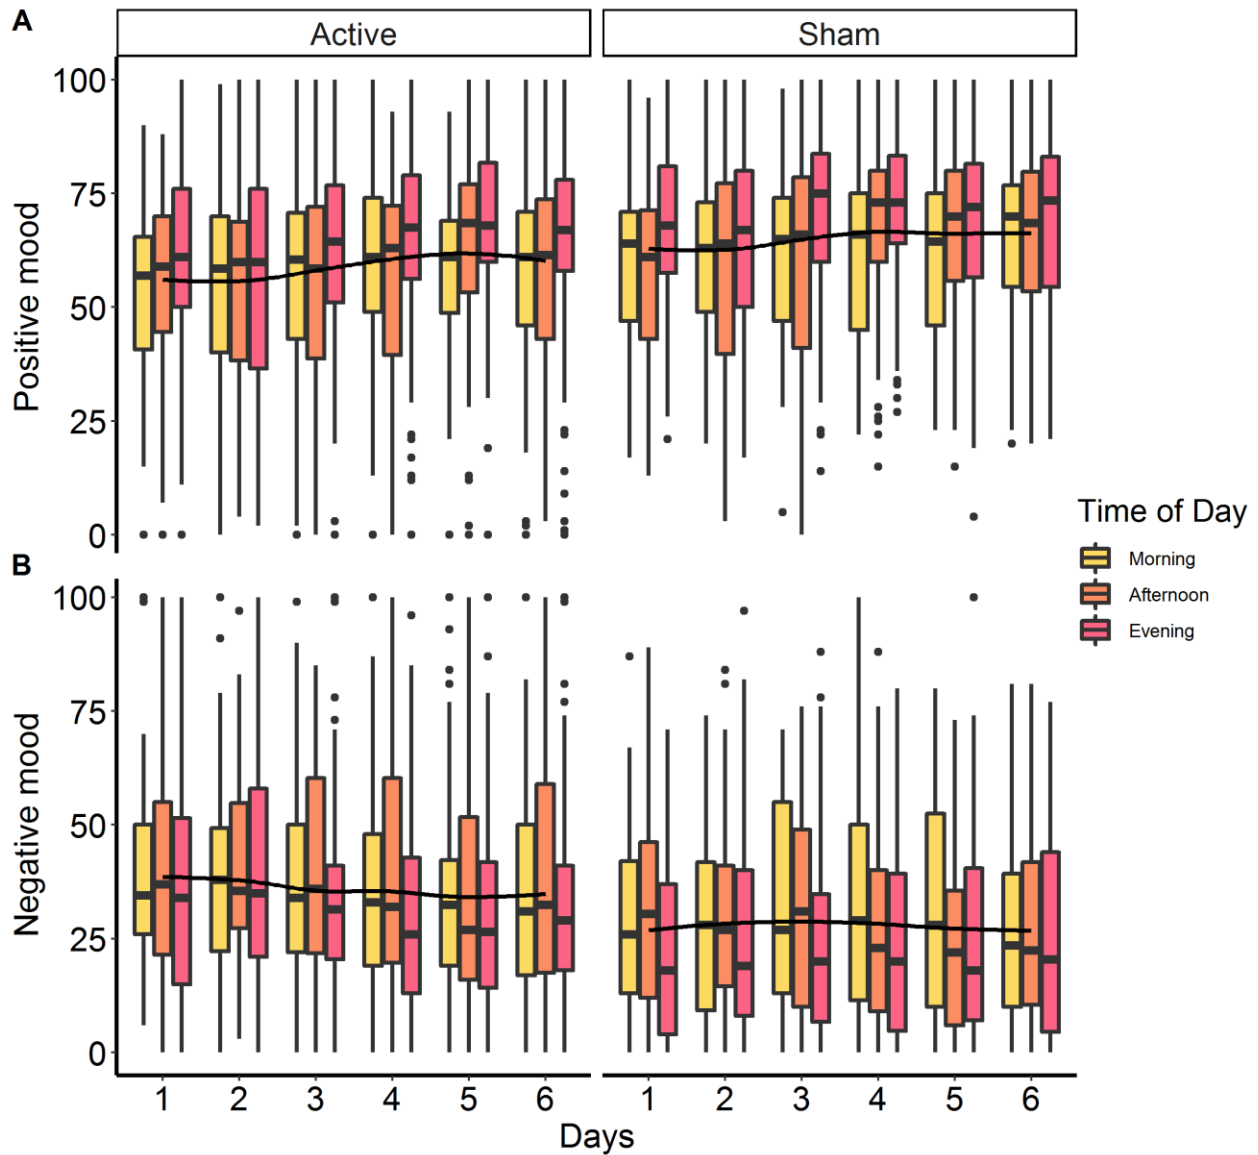 A
Active
Sham
100
75
50
25
0
Positive mood
B
100
75
50
25
0
Negative mood
1 2 3 4 5 6
1 2 3 4 5 6
Days
Time of Day
Morning
Afternoon
Evening